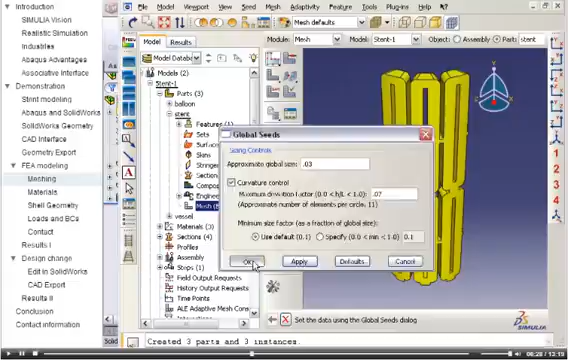 Introduction
SIMULIA Vision
Realistic Simulation
Industries
Abaqus Advantages
Associative Interface
Demonstration
Stent modeling
Abaqus and SolidWorks
SolidWorks Geometry
CAD Interface
Geometry Export
FEA modeling
Meshing
Materials
Shell Geometry
Loads and BCs
Contact
Design change
Edit in SolidWorks
CAD Export
Results II
Conclusion
Contact information
File Model Viewport View Seed Mesh Adaptivity Feature Tools Plug-ins Help
Mesh defaults
Model Results
Module: Mesh Model: Stent-1 Object: Assembly Part: stent
Model Datab
Models (2)
Stent-1
Parts (3)
balloon
stent
Features (1)
Sets
Skins
vessel
Materials (3)
Sections (4)
Assembly
Steps (1)
Field Output Requests
History Output Requests
Time Points
ALE Adaptive Mesh Cons
Global Seeds
Sizing Controls
Approximate global size: .03
Curvature control
Maximum deviation factor (0.0 < h/L < 1.0): .07
(Approximate number of elements per circle: 11)
Minimum size factor (as a fraction of global size):
Use default (0.1) Specify (0.0 < min < 1.0) 0.1
OK Apply Defaults Cancel
1
2
3
4
Set the data using the Global Seeds dialog
SIMULIA
Created 3 parts and 3 instances.